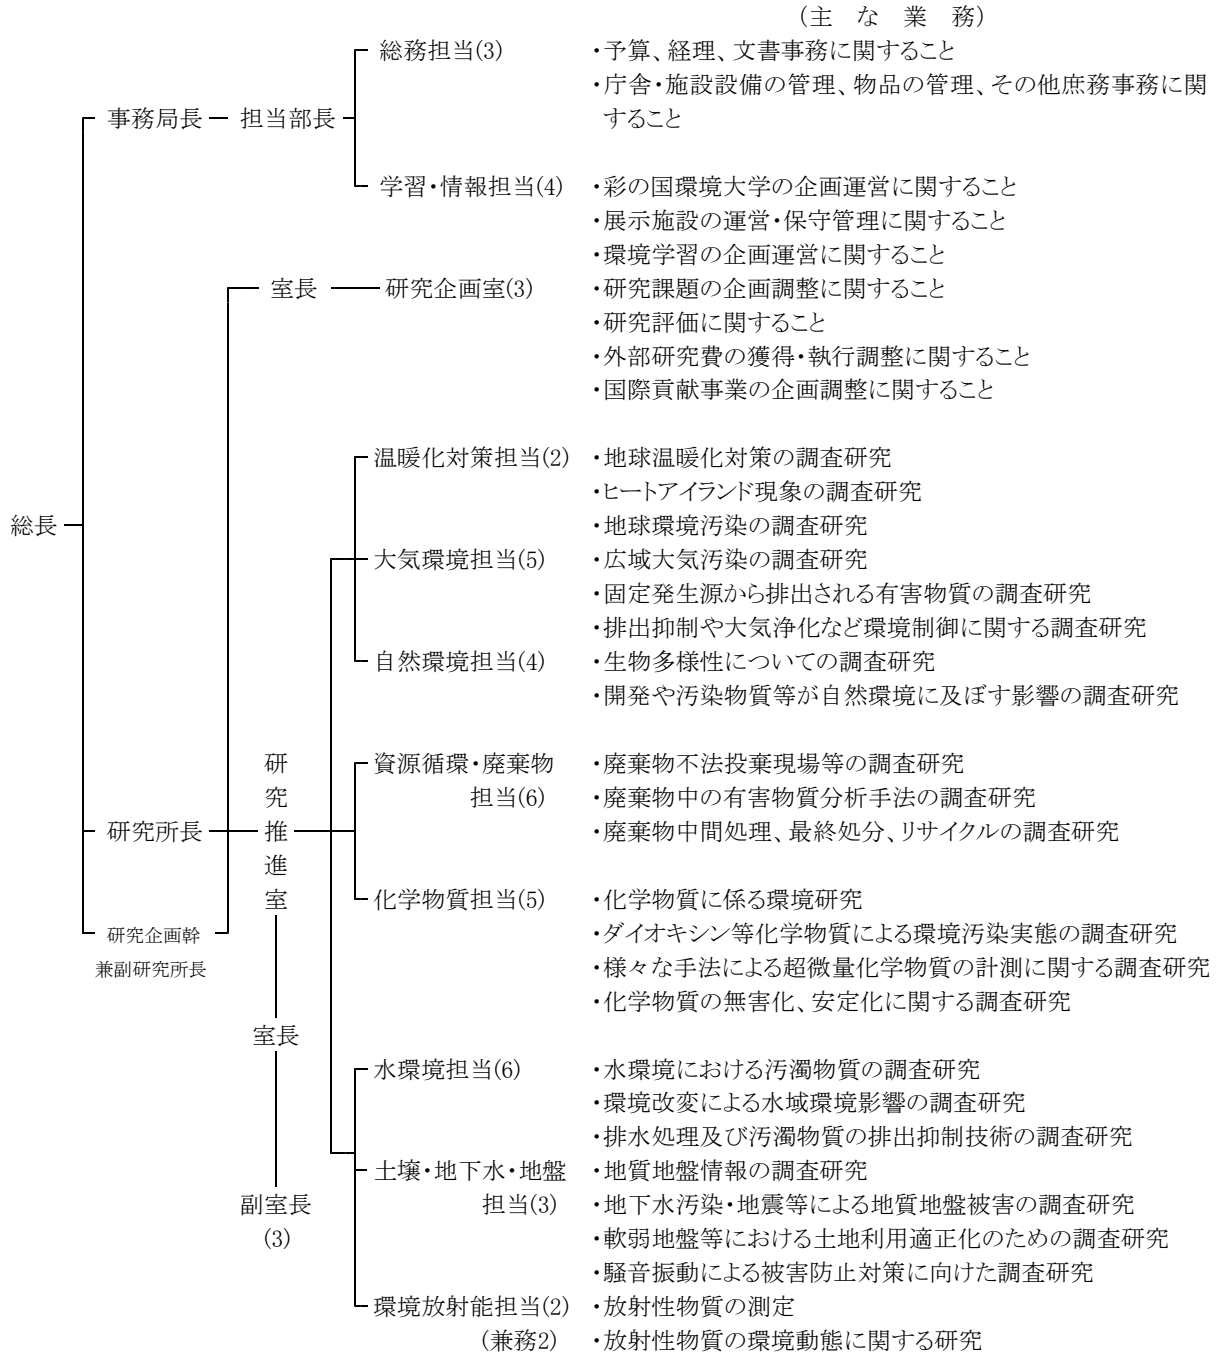 (主　な　業　務)
総務担当(3)　・予算、経理、文書事務に関すること
・庁舎・施設設備の管理、物品の管理、その他庶務事務に関
事務局長　担当部長　すること
学習・情報担当(4)　・彩の国環境大学の企画運営に関すること
・展示施設の運営・保守管理に関すること
・環境学習の企画運営に関すること
室長　研究企画室(3)　・研究課題の企画調整に関すること
・研究評価に関すること
・外部研究費の獲得・執行調整に関すること
・国際貢献事業の企画調整に関すること
温暖化対策担当(2)　・地球温暖化対策の調査研究
・ヒートアイランド現象の調査研究
総長　・地球環境汚染の調査研究
大気環境担当(5)　・広域大気汚染の調査研究
・固定発生源から排出される有害物質の調査研究
・排出抑制や大気浄化など環境制御に関する調査研究
自然環境担当(4)　・生物多様性についての調査研究
・開発や汚染物質等が自然環境に及ぼす影響の調査研究
研　資源循環・廃棄物　・廃棄物不法投棄現場等の調査研究
究　担当(6)　・廃棄物中の有害物質分析手法の調査研究
研究所長　推　・廃棄物中間処理、最終処分、リサイクルの調査研究
進
室　化学物質担当(5)　・化学物質に係る環境研究
研究企画幹　・ダイオキシン等化学物質による環境汚染実態の調査研究
兼副研究所長　・様々な手法による超微量化学物質の計測に関する調査研究
・化学物質の無害化、安定化に関する調査研究
室長
水環境担当(6)　・水環境における汚濁物質の調査研究
・環境改変による水域環境影響の調査研究
・排水処理及び汚濁物質の排出抑制技術の調査研究
土壌・地下水・地盤　・地質地盤情報の調査研究
副室長　担当(3)　・地下水汚染・地震等による地質地盤被害の調査研究
(3)　・軟弱地盤等における土地利用適正化のための調査研究
・騒音振動による被害防止対策に向けた調査研究
環境放射能担当(2)　・放射性物質の測定
(兼務2)　・放射性物質の環境動態に関する研究